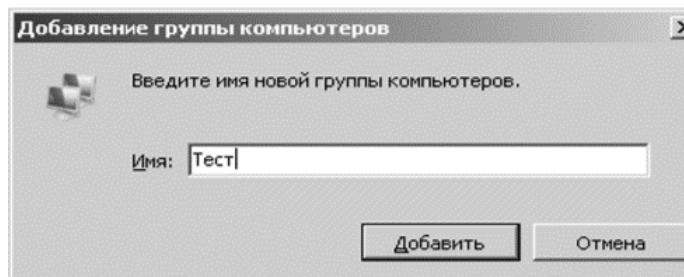 Добавление группы компьютеров
Введите имя новой группы компьютеров.
Имя: Тест
Добавить Отмена